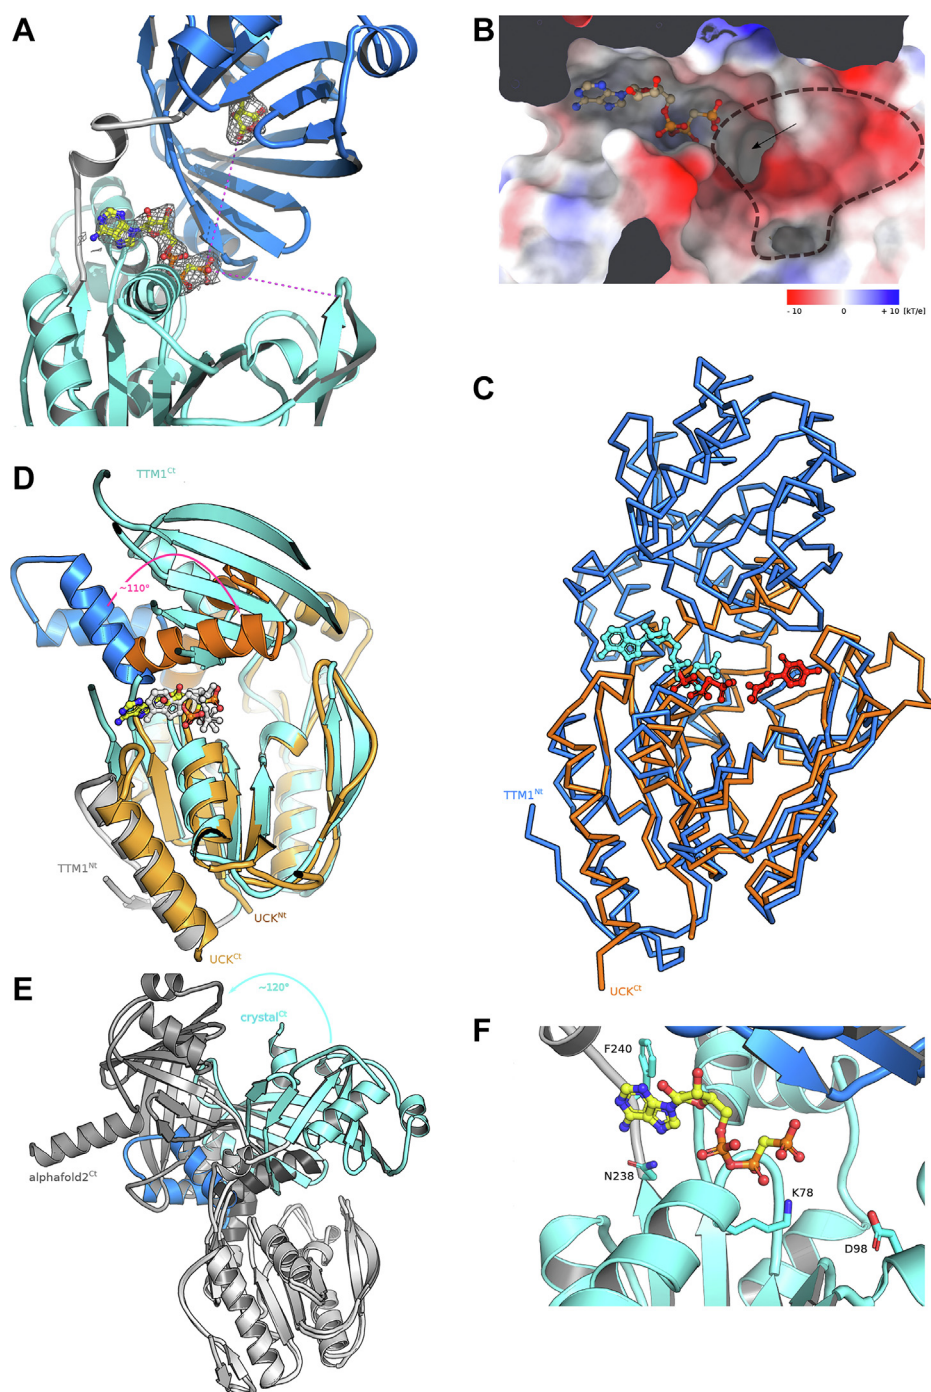 A
B
- 10
0
+ 10 [kT/e]
C
TTM1Nt
UCKCt
D
TTM1Ct
~110°
TTM1Nt
UCKNt
UCKCt
E
~120°
crystalCt
alphafold2Ct
F
F240
N238
K78
D98